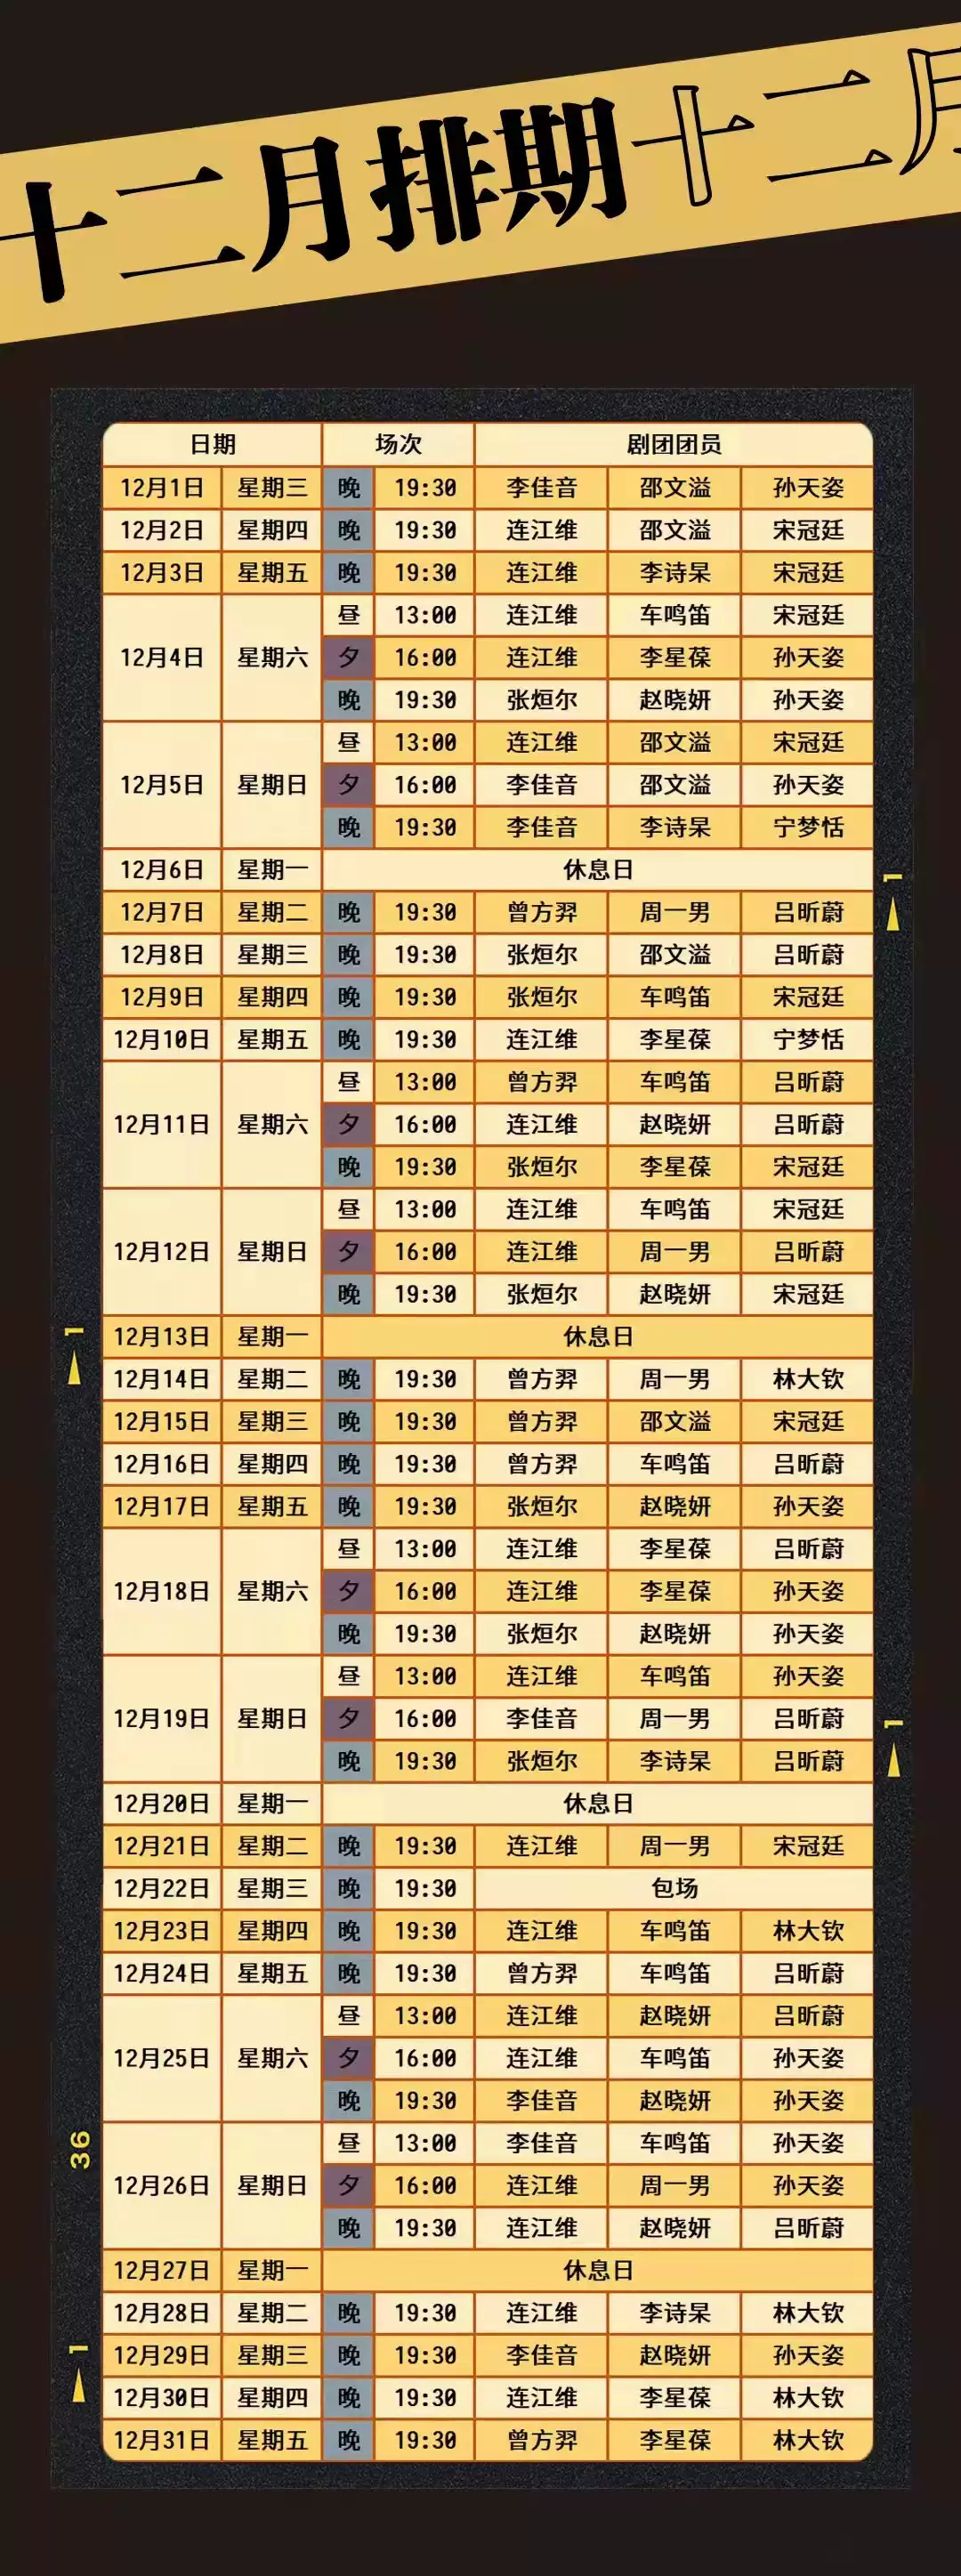 十二月排期十二月
日期 场次 剧团团员
12月1日 星期三 晚 19:30 李佳音 邵文溢 孙天姿
12月2日 星期四 晚 19:30 连江维 邵文溢 宋冠廷
12月3日 星期五 晚 19:30 连江维 李诗杲 宋冠廷
昼 13:00 连江维 车鸣笛 宋冠廷
12月4日 星期六 夕 16:00 连江维 李星葆 孙天姿
晚 19:30 张烜尔 赵晓妍 孙天姿
昼 13:00 连江维 邵文溢 宋冠廷
12月5日 星期日 夕 16:00 李佳音 邵文溢 孙天姿
晚 19:30 李佳音 李诗杲 宁梦恬
12月6日 星期一 休息日
1
12月7日 星期二 晚 19:30 曾方羿 周一男 吕昕蔚
12月8日 星期三 晚 19:30 张烜尔 邵文溢 吕昕蔚
12月9日 星期四 晚 19:30 张烜尔 车鸣笛 宋冠廷
12月10日 星期五 晚 19:30 连江维 李星葆 宁梦恬
昼 13:00 曾方羿 车鸣笛 吕昕蔚
12月11日 星期六 夕 16:00 连江维 赵晓妍 吕昕蔚
晚 19:30 张烜尔 李星葆 宋冠廷
昼 13:00 连江维 车鸣笛 宋冠廷
12月12日 星期日 夕 16:00 连江维 周一男 吕昕蔚
晚 19:30 张烜尔 赵晓妍 宋冠廷
1
12月13日 星期一 休息日
12月14日 星期二 晚 19:30 曾方羿 周一男 林大钦
12月15日 星期三 晚 19:30 曾方羿 邵文溢 宋冠廷
12月16日 星期四 晚 19:30 曾方羿 车鸣笛 吕昕蔚
12月17日 星期五 晚 19:30 张烜尔 赵晓妍 孙天姿
昼 13:00 连江维 李星葆 吕昕蔚
12月18日 星期六 夕 16:00 连江维 李星葆 孙天姿
晚 19:30 张烜尔 赵晓妍 孙天姿
昼 13:00 连江维 车鸣笛 孙天姿
12月19日 星期日 夕 16:00 李佳音 周一男 吕昕蔚
1
晚 19:30 张烜尔 李诗杲 吕昕蔚
12月20日 星期一 休息日
12月21日 星期二 晚 19:30 连江维 周一男 宋冠廷
12月22日 星期三 晚 19:30 包场
12月23日 星期四 晚 19:30 连江维 车鸣笛 林大钦
12月24日 星期五 晚 19:30 曾方羿 车鸣笛 吕昕蔚
昼 13:00 连江维 赵晓妍 吕昕蔚
12月25日 星期六 夕 16:00 连江维 车鸣笛 孙天姿
晚 19:30 李佳音 赵晓妍 孙天姿
36
昼 13:00 李佳音 车鸣笛 孙天姿
12月26日 星期日 夕 16:00 连江维 周一男 孙天姿
晚 19:30 连江维 赵晓妍 吕昕蔚
12月27日 星期一 休息日
12月28日 星期二 晚 19:30 连江维 李诗杲 林大钦
1
12月29日 星期三 晚 19:30 李佳音 赵晓妍 孙天姿
12月30日 星期四 晚 19:30 连江维 李星葆 林大钦
12月31日 星期五 晚 19:30 曾方羿 李星葆 林大钦